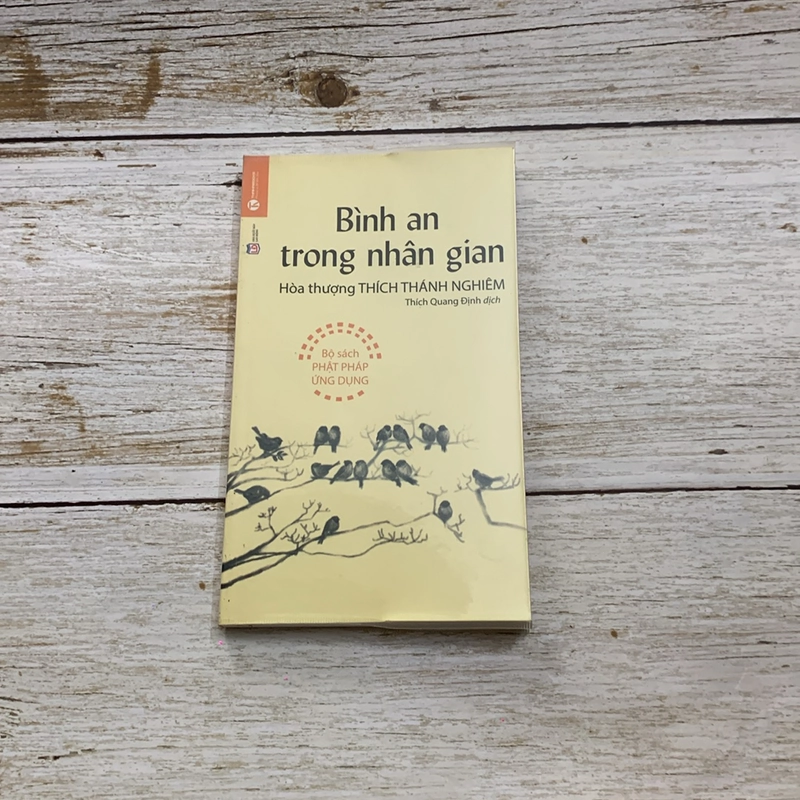 Bình an
trong nhân gian
Hòa thượng THÍCH THÁNH NGHIÊM
Thích Quang Định dịch
Bộ sách
PHẬT PHÁP
ỨNG DỤNG